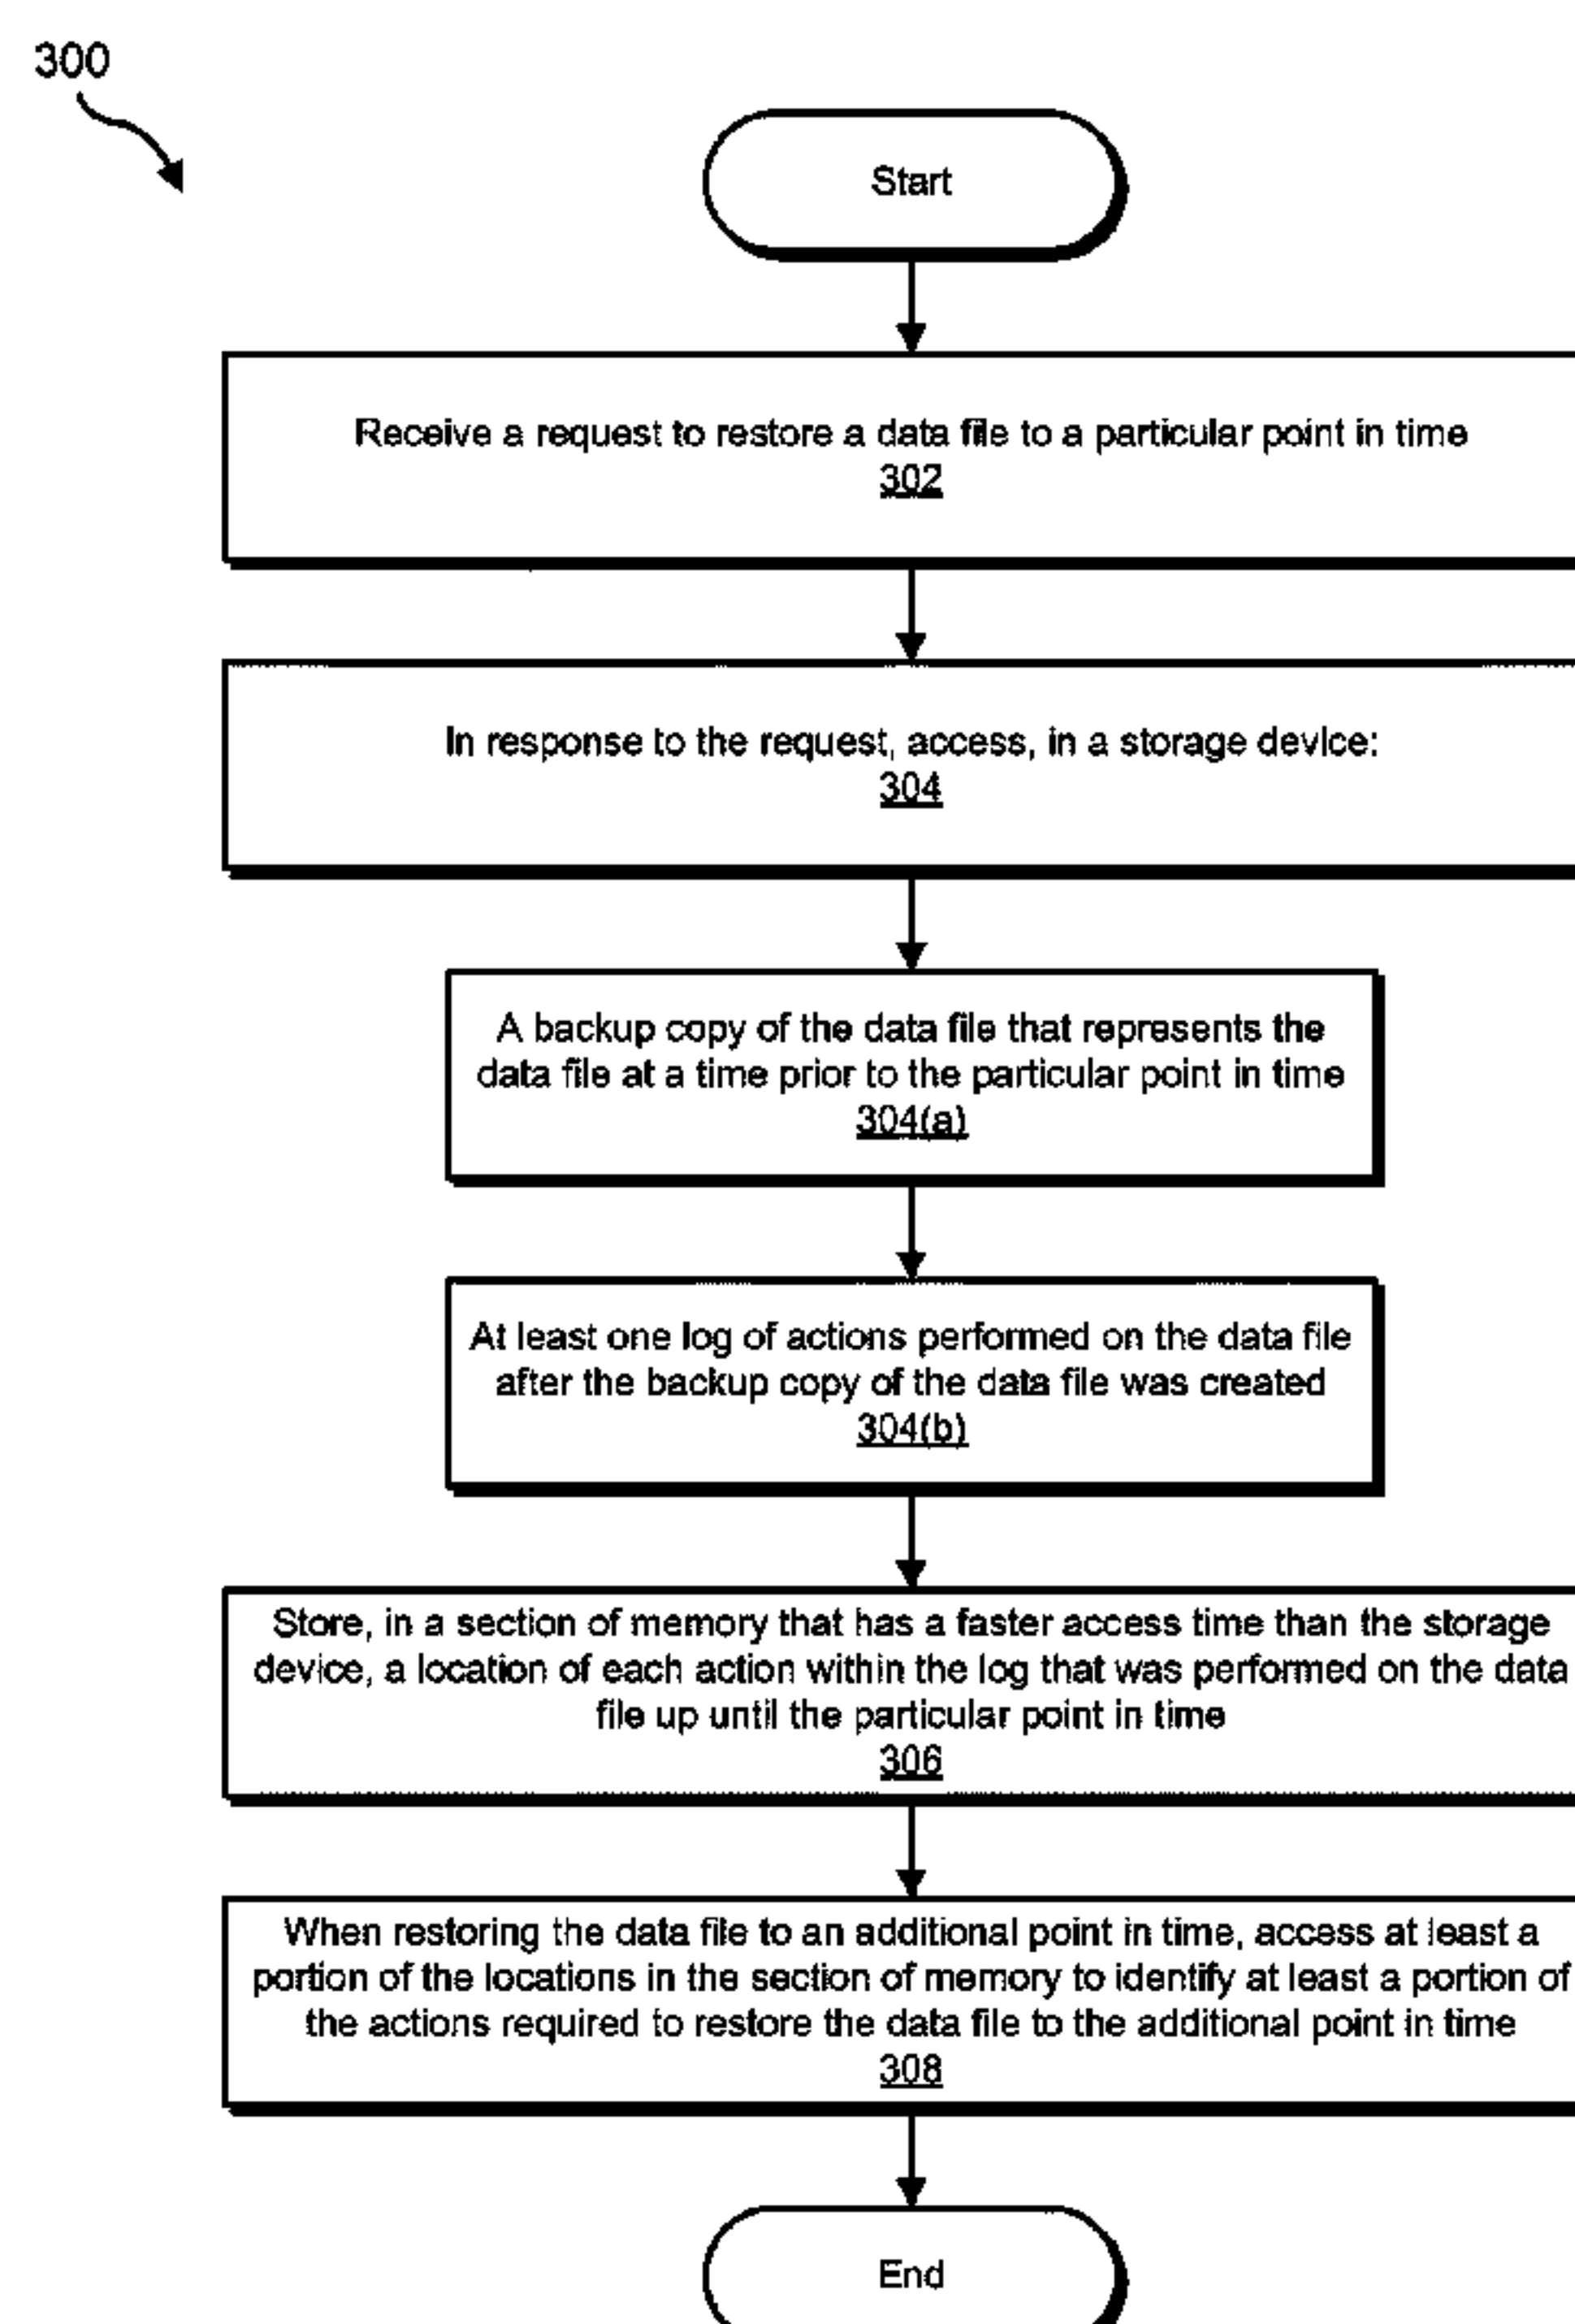 300
Start
Receive a request to restore a data file to a particular point in time
302
In response to the request, access, in a storage device:
304
A backup copy of the data file that represents the
data file at a time prior to the particular point in time
304(a)
At least one log of actions performed on the data file
after the backup copy of the data file was created
304(b)
Store, in a section of memory that has a faster access time than the storage
device, a location of each action within the log that was performed on the data
file up until the particular point in time
306
When restoring the data file to an additional point in time, access at least a
portion of the locations in the section of memory to identify at least a portion of
the actions required to restore the data file to the additional point in time
308
End